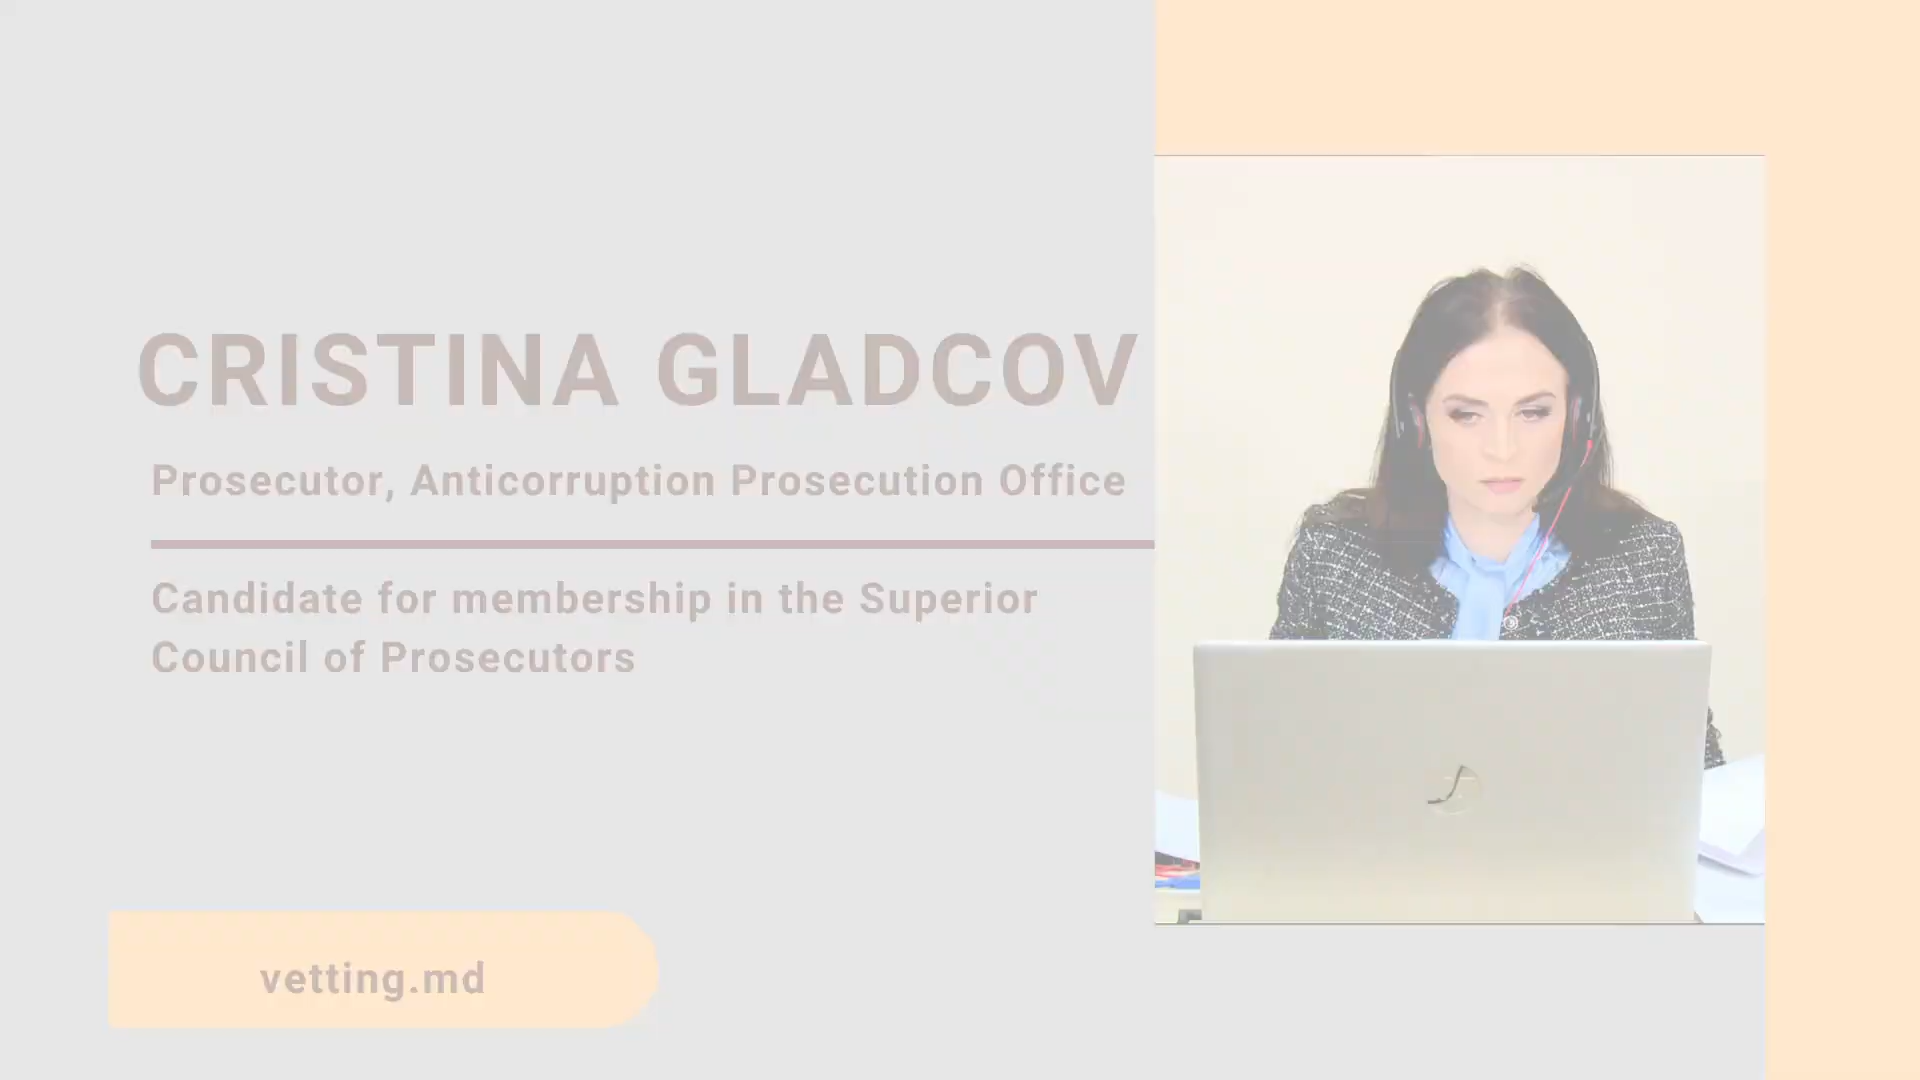 CRISTINA GLADCOV
Prosecutor, Anticorruption Prosecution Office
Candidate for membership in the Superior
Council of Prosecutors
vetting.md